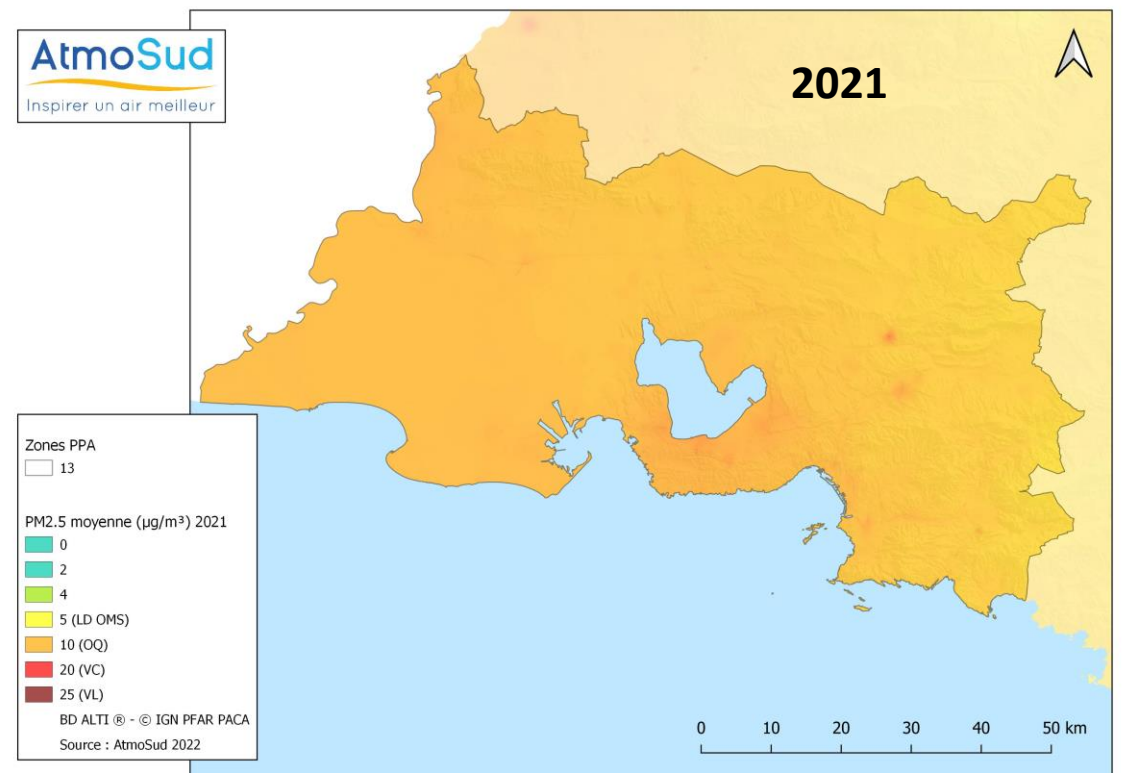 AtmoSud
Inspirer un air meilleur
2021
Zones PPA
13
PM2.5 moyenne (µg/m³) 2021
0
2
4
5 (LD OMS)
10 (OQ)
20 (VC)
25 (VL)
BD ALTI ® - © IGN PFAR PACA
Source : AtmoSud 2022
0 10 20 30 40 50 km